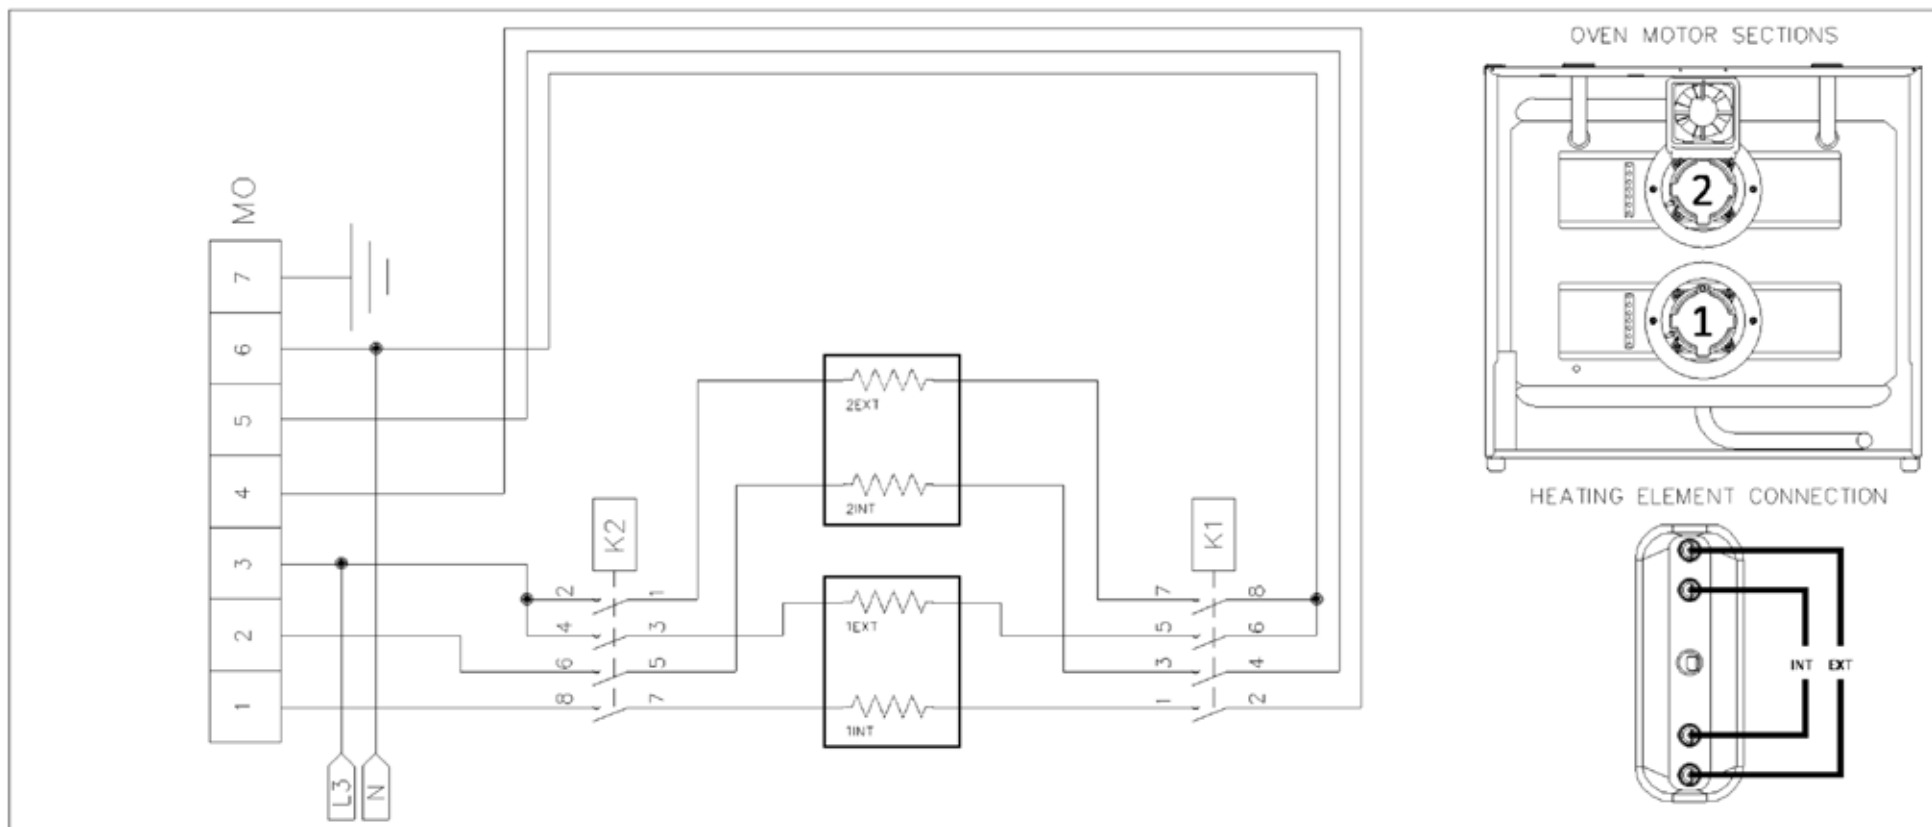 OVEN MOTOR SECTIONS
2
1
HEATING ELEMENT CONNECTION
INT EXT
MO
7
6
5
4
3
2
1
L3
N
K2
2 1
4 3
6 5
8 7
2EXT
2INT
1EXT
1INT
K1
7 8
5 6
3 4
1 2